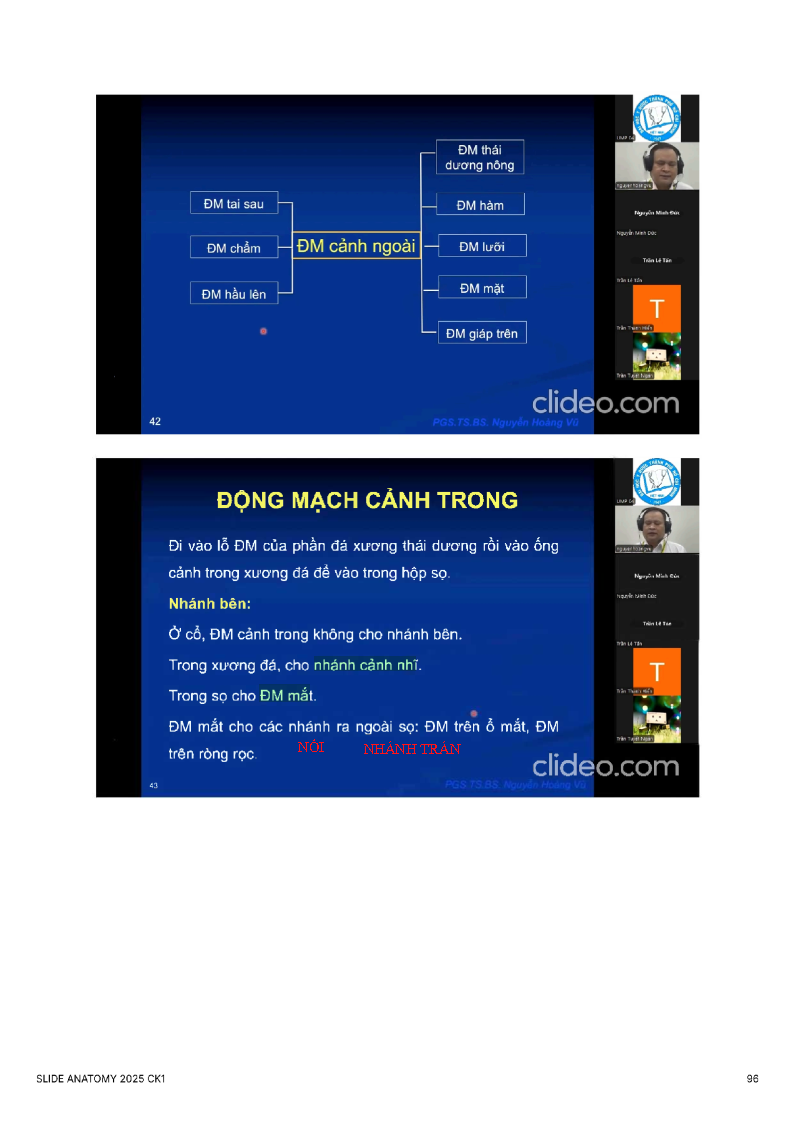 ĐM thái
dương nông
ĐM tai sau
ĐM hàm
ĐM chẩm
ĐM cảnh ngoài
ĐM lưỡi
ĐM hầu lên
ĐM mặt
ĐM giáp trên
42
PGS.TS.BS. Nguyễn Hoàng Vũ
clideo.com
Nguyễn Minh Đức
Nguyễn Minh Đức
Trần Lê Tấn
Trần Lê Tấn
T
ĐỘNG MẠCH CẢNH TRONG
Đi vào lỗ ĐM của phần đá xương thái dương rồi vào ống
cảnh trong xương đá để vào trong hộp sọ.
Nhánh bên:
Ở cổ, ĐM cảnh trong không cho nhánh bên.
Trong xương đá, cho nhánh cảnh nhĩ.
Trong sọ cho ĐM mắt.
ĐM mắt cho các nhánh ra ngoài sọ: ĐM trên ổ mắt, ĐM
trên ròng rọc.
NỐI NHÁNH TRÁN
43
PGS.TS.BS. Nguyễn Hoàng Vũ
clideo.com
Nguyễn Minh Đức
Nguyễn Minh Đức
Trần Lê Tấn
Trần Lê Tấn
T
SLIDE ANATOMY 2025 CK1
96